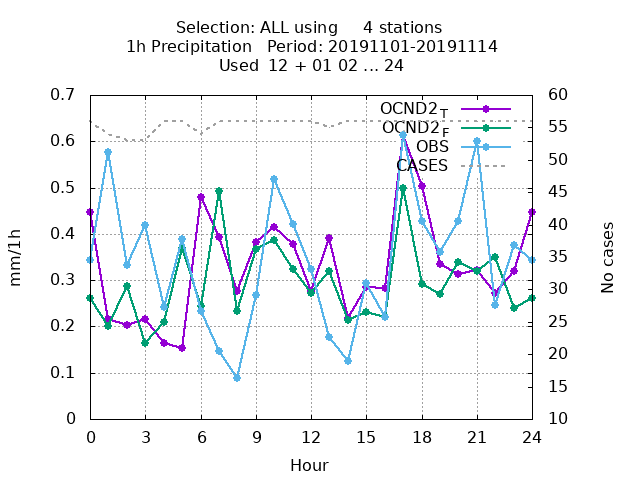 Selection: ALL using     4 stations
1h Precipitation   Period: 20191101-20191114
Used  12 + 01 02 ... 24
0.7
0.6
0.5
0.4
0.3
0.2
0.1
0
60
55
50
45
40
35
30
25
20
15
10
mm/1h
No cases
OCND2T
OCND2F
OBS
CASES
0 3 6 9 12 15 18 21 24
Hour